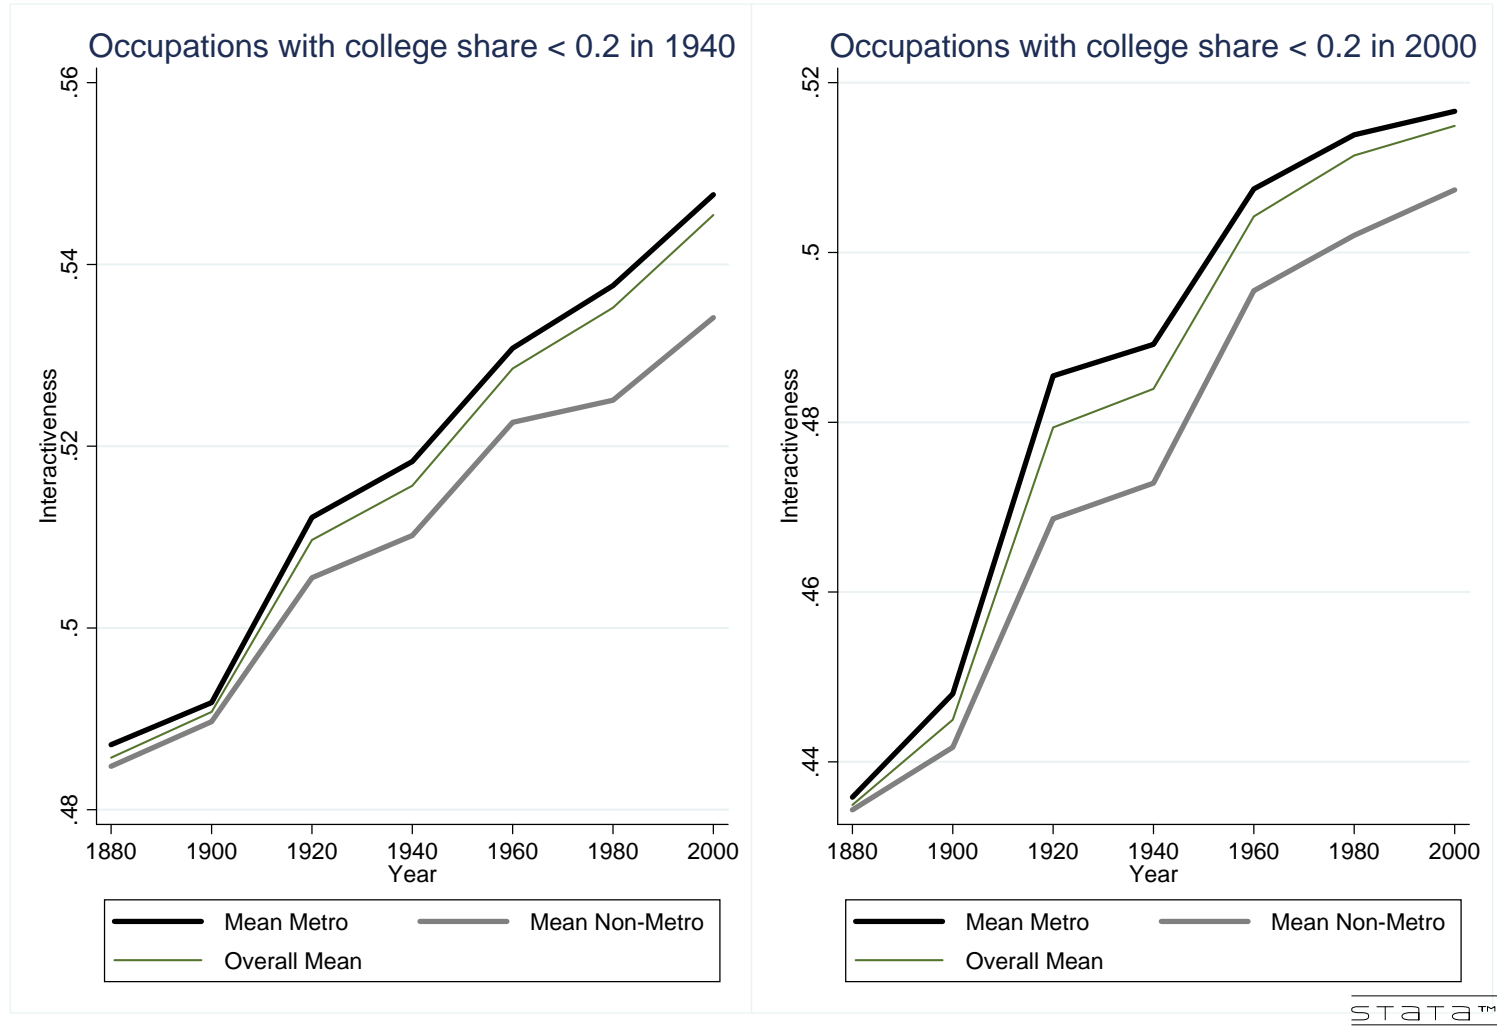 Occupations with college share < 0.2 in 1940
.56
.54
.52
.5
.48
Interactiveness
1880 1900 1920 1940 1960 1980 2000
Year
Mean Metro Mean Non-Metro
Overall Mean
Occupations with college share < 0.2 in 2000
.52
.5
.48
.46
.44
Interactiveness
1880 1900 1920 1940 1960 1980 2000
Year
Mean Metro Mean Non-Metro
Overall Mean
STATA™